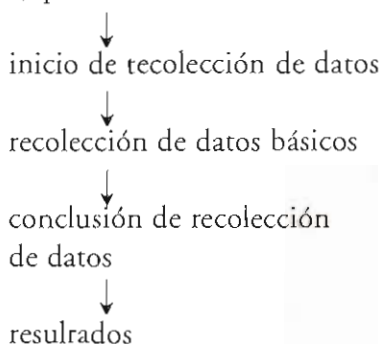 inicio de tecolección de datos
recolección de datos básicos
conclusión de recolección
de datos
resulrados